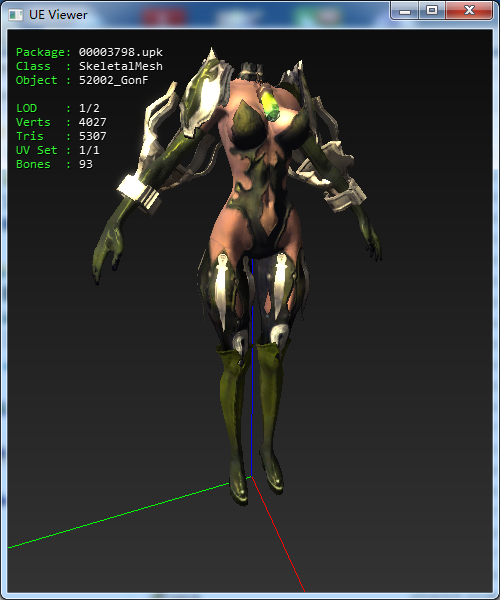 UE Viewer
Package: 00003798.upk
Class : SkeletalMesh
Object : 52002_GonF
LOD : 1/2
Verts : 4027
Tris : 5307
UV Set : 1/1
Bones : 93